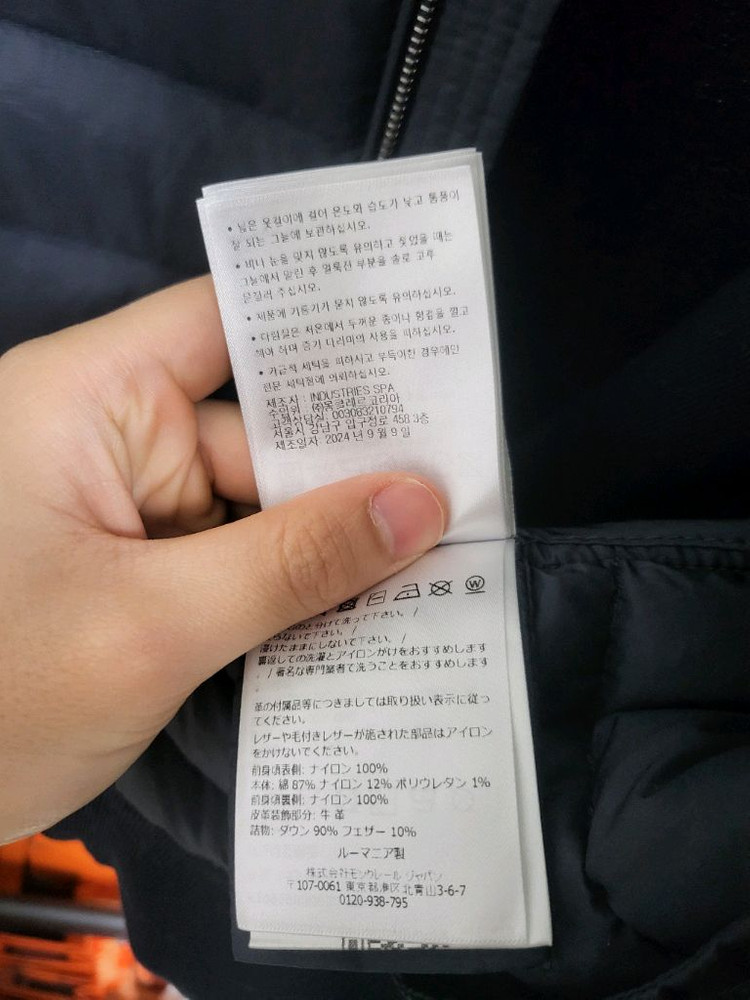 • 님은 옷걸이에 걸어 온도와 습도가 낮고 통풍이
잘 되는 그늘에 보관하십시오.
• 비나 눈을 맞지 않도록 유의하고 젖었을 때는
그늘에서 말린 후 얼룩진 부분을 솔로 고루
문질러 주십시오.
• 제품에 기름기가 묻지 않도록 유의하십시오.
• 다림질은 저온에서 두꺼운 종이나 헝겊을 깔고
해야 하며 증기 다리미의 사용을 피하십시오.
• 가급적 세탁을 피하시고 부득이한 경우에만
전문 세탁점에 의뢰하십시오.
제조사 : INDUSTRIES SPA
수입원 : ㈜몽클레르코리아
고객상담실: 003083210794
서울시 강남구 압구정로 458 3층
제조일자: 2024 년 9 월 9 일
W
分けて洗って下さい。 /
ないで下さい。 /
浸けたままにしないで下さい。 /
裏返しての洗濯とアイロンがけをおすすめします
. / 著名な専門業者で洗うことをおすすめします
.
革の付属品等につきましては取り扱い表示に従っ
てください。
レザーや毛付きレザーが施された部品はアイロン
をかけないでください。
前身頃表側: ナイロン 100%
本体: 綿 87% ナイロン 12% ポリウレタン 1%
前身頃裏側: ナイロン 100%
皮革装飾部分: 牛 革
詰物: ダウン 90% フェザー 10%
ルーマニア製
株式会社モンクレール ジャパン
〒107-0061 東京都港区北青山3-6-7
0120-938-795